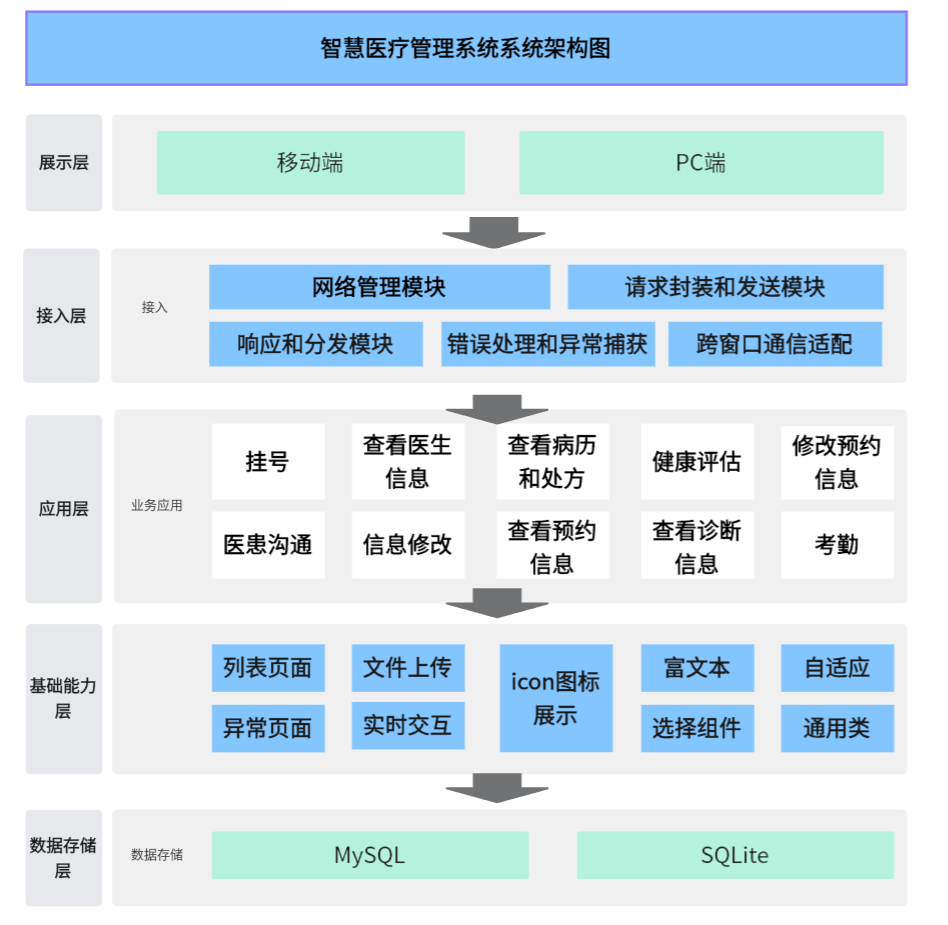 智慧医疗管理系统系统架构图
展示层
移动端
PC端
接入层
接入
网络管理模块
请求封装和发送模块
响应和分发模块
错误处理和异常捕获
跨窗口通信适配
应用层
业务应用
挂号
查看医生
信息
查看病历
和处方
健康评估
修改预约
信息
医患沟通
信息修改
查看预约
信息
查看诊断
信息
考勤
基础能力
层
列表页面
文件上传
icon图标
展示
富文本
自适应
异常页面
实时交互
选择组件
通用类
数据存储
层
数据存储
MySQL
SQLite